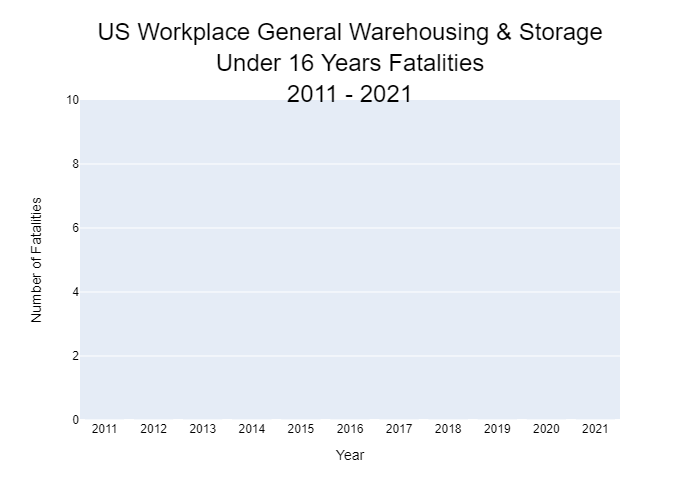 US Workplace General Warehousing & Storage
Under 16 Years Fatalities
2011 - 2021
10
8
6
4
2
0
Number of Fatalities
2011 2012 2013 2014 2015 2016 2017 2018 2019 2020 2021
Year